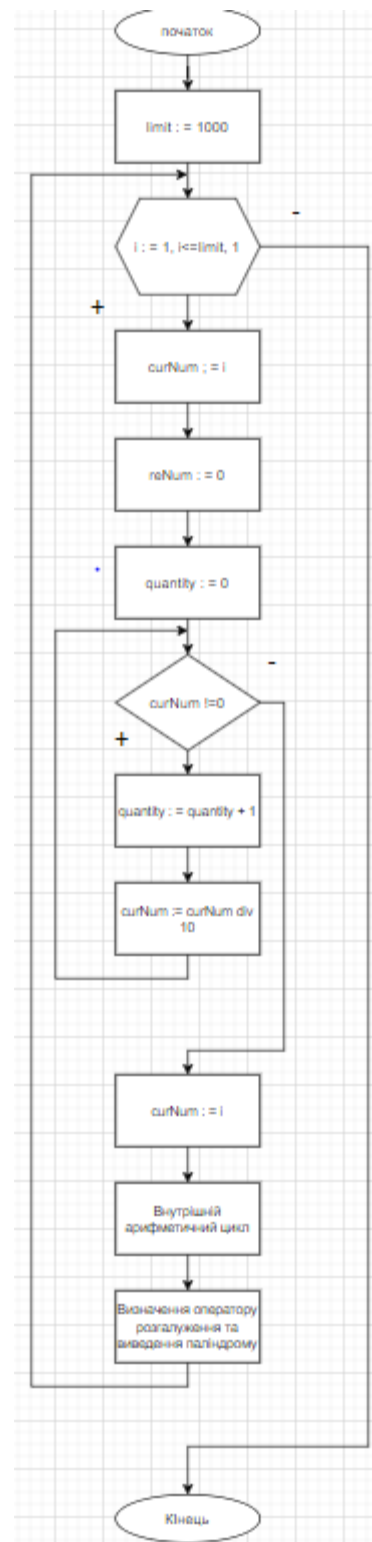 початок
limit : = 1000
-
i : = 1, i<=limit, 1
+
curNum ; = i
reNum : = 0
quantity : = 0
-
curNum !=0
+
quantity : = quantity + 1
curNum := curNum div
10
curNum : = i
Внутрішній
арифметичний цикл
Визначення оператору
розгалуження та
виведення паліндрому
Кінець